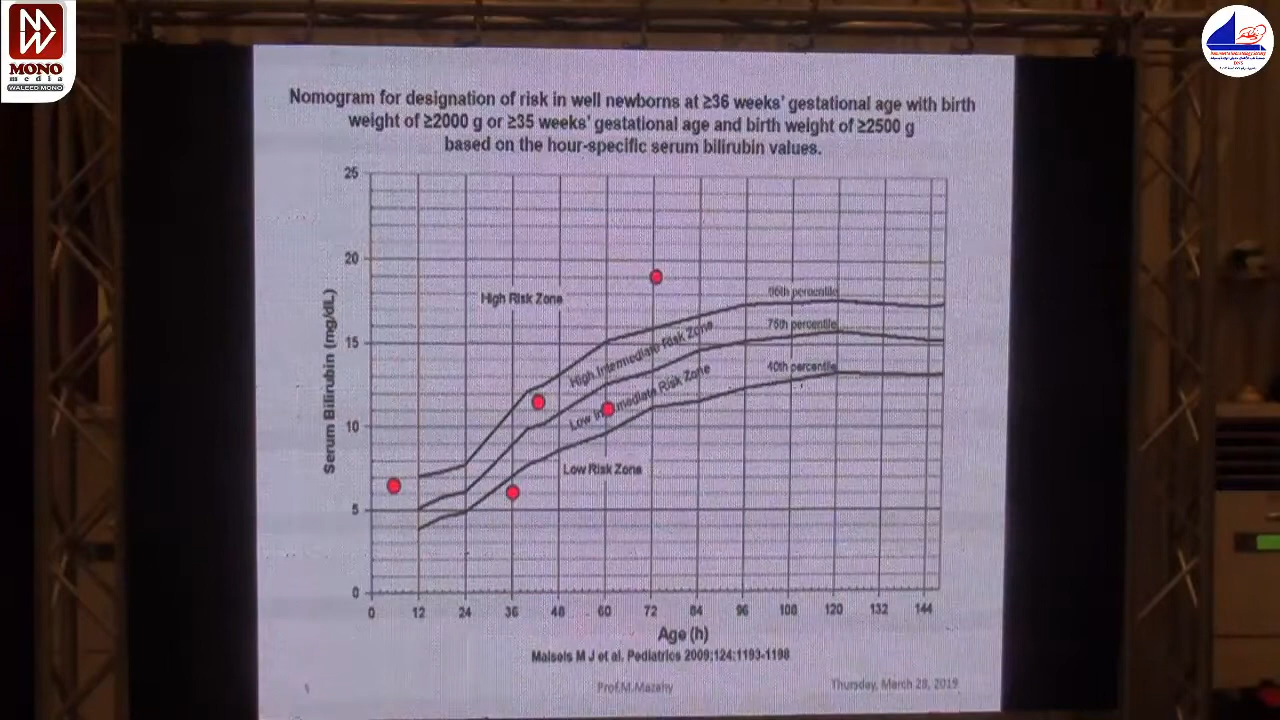 MONO
media
WALEED MONO
DNS
Nomogram for designation of risk in well newborns at ≥36 weeks' gestational age with birth
weight of ≥2000 g or ≥35 weeks' gestational age and birth weight of ≥2500 g
based on the hour-specific serum bilirubin values.
25
20
15
10
5
0
Serum Bilirubin (mg/dL)
High Risk Zone
High Intermediate Risk Zone
Low Intermediate Risk Zone
Low Risk Zone
95th percentile
75th percentile
40th percentile
0 12 24 36 48 60 72 84 96 108 120 132 144
Age (h)
Maisels M J et al. Pediatrics 2009;124:1193-1198
Prof.M.Mazahy
Thursday, March 28, 2019